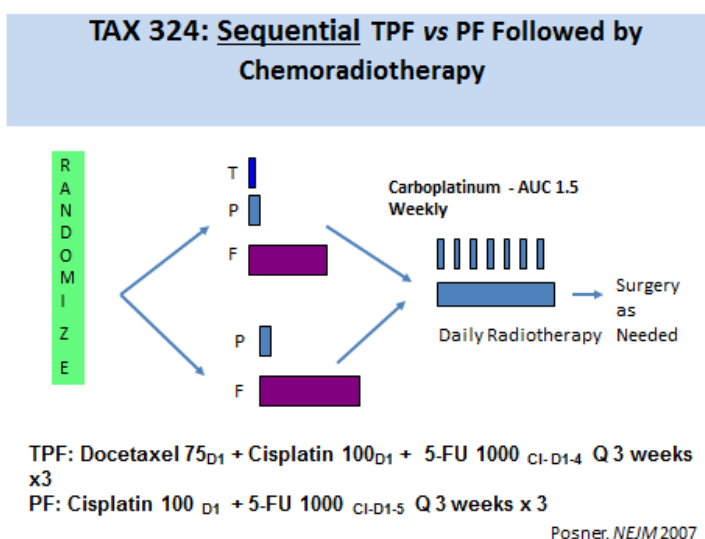 TAX 324: Sequential TPF vs PF Followed by
Chemoradiotherapy
R
A
N
D
O
M
I
Z
E
T
P
F
P
F
Carboplatinum - AUC 1.5
Weekly
Daily Radiotherapy
Surgery
as
Needed
TPF: Docetaxel 75D1 + Cisplatin 100D1 + 5-FU 1000 CI-D1-4 Q 3 weeks
x3
PF: Cisplatin 100 D1 + 5-FU 1000 CI-D1-5 Q 3 weeks x 3
Posner. NEJM 2007